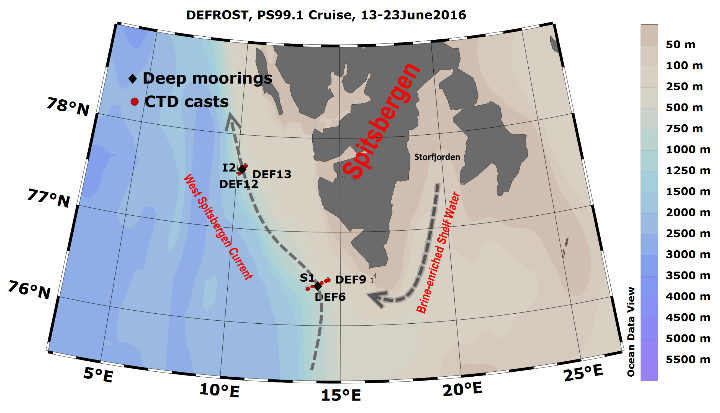 DEFROST, PS99.1 Cruise, 13-23June2016
Deep moorings
CTD casts
78°N
77°N
76°N
5°E
10°E
15°E
20°E
25°E
Spitsbergen
Storfjorden
I2
DEF13
DEF12
West Spitsbergen Current
Brine-enriched Shelf Water
S1
DEF9
DEF6
50 m
100 m
250 m
500 m
750 m
1250 m
1500 m
2000 m
2500 m
3000 m
3500 m
4000 m
4500 m
5000 m
5500 m
Ocean Data View